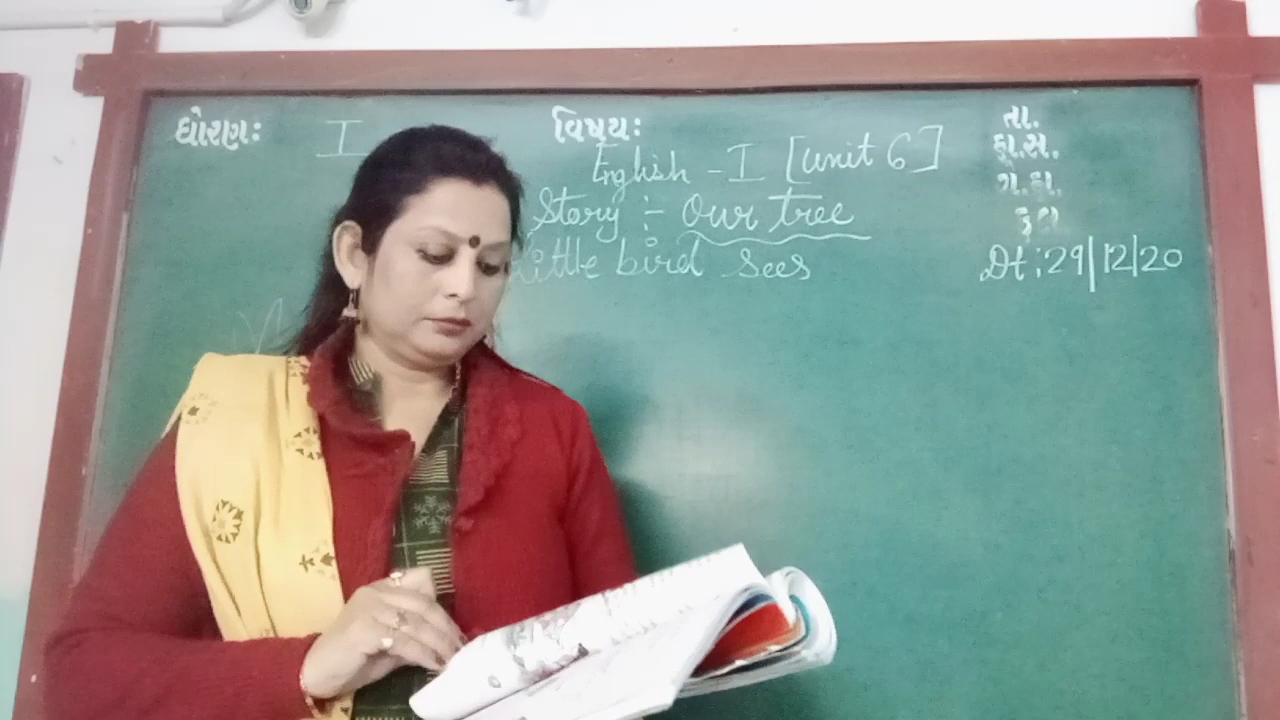 ધોરણઃ I વિષયઃ તા.
English - I [Unit 6] હા.સ.
Story :- Our tree ગ.હા.
Little bird sees Dt : 29/12/20